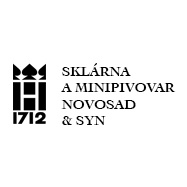 SKLÁRNA
A MINIPIVOVAR
NOVOSAD
& SYN
1712